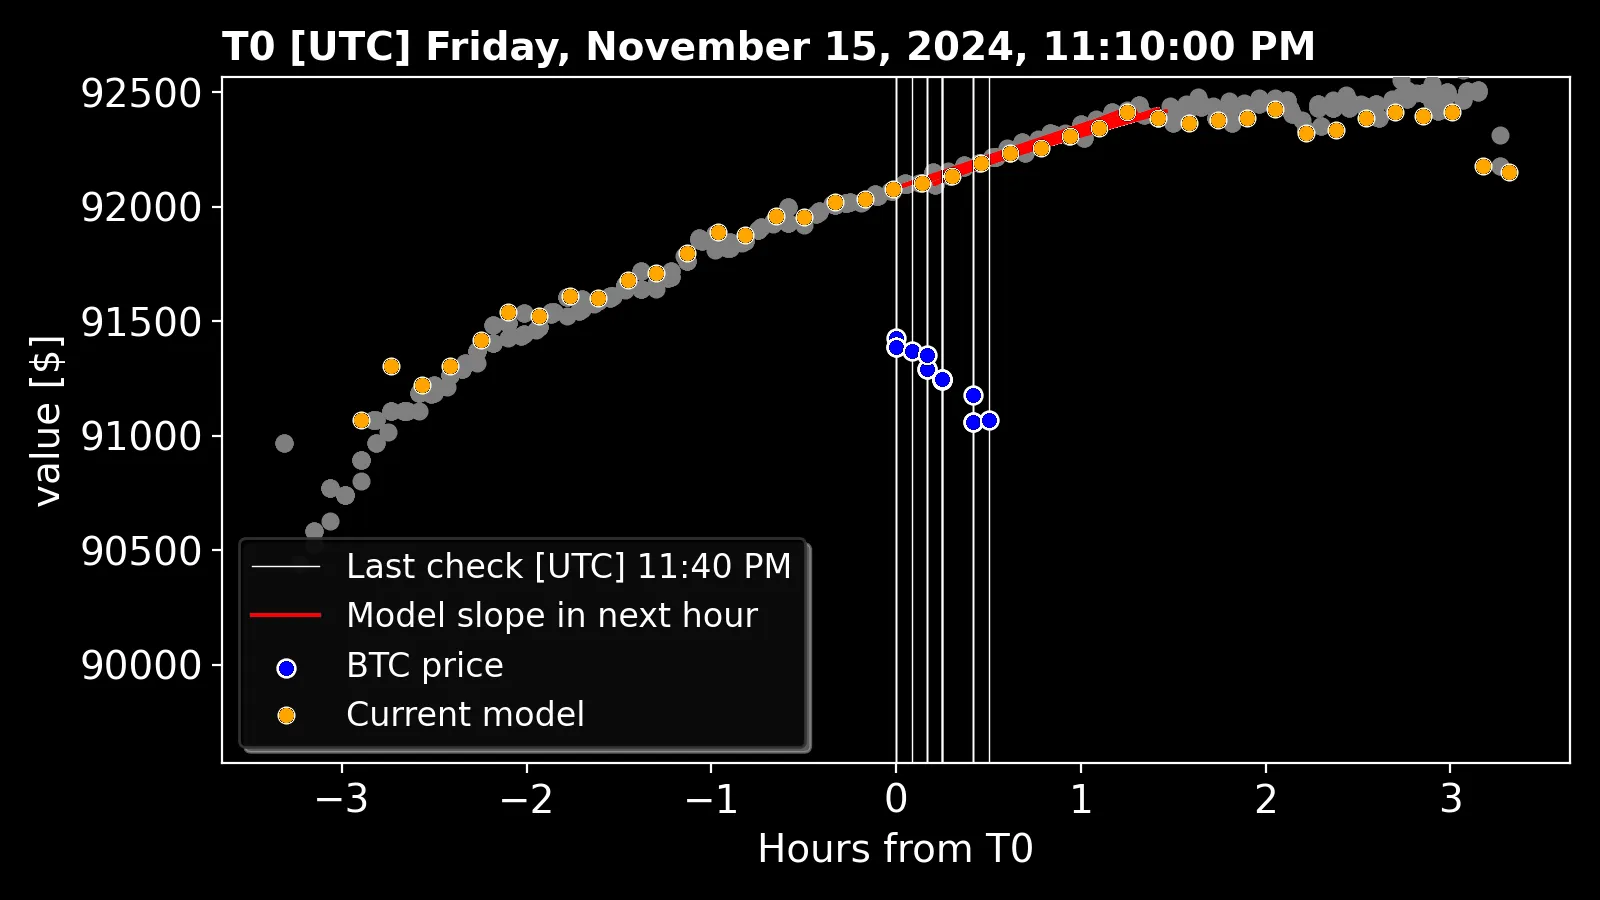 T0 [UTC] Friday, November 15, 2024, 11:10:00 PM
value [$]
92500
92000
91500
91000
90500
90000
Last check [UTC] 11:40 PM
Model slope in next hour
BTC price
Current model
−3 −2 −1 0 1 2 3
Hours from T0